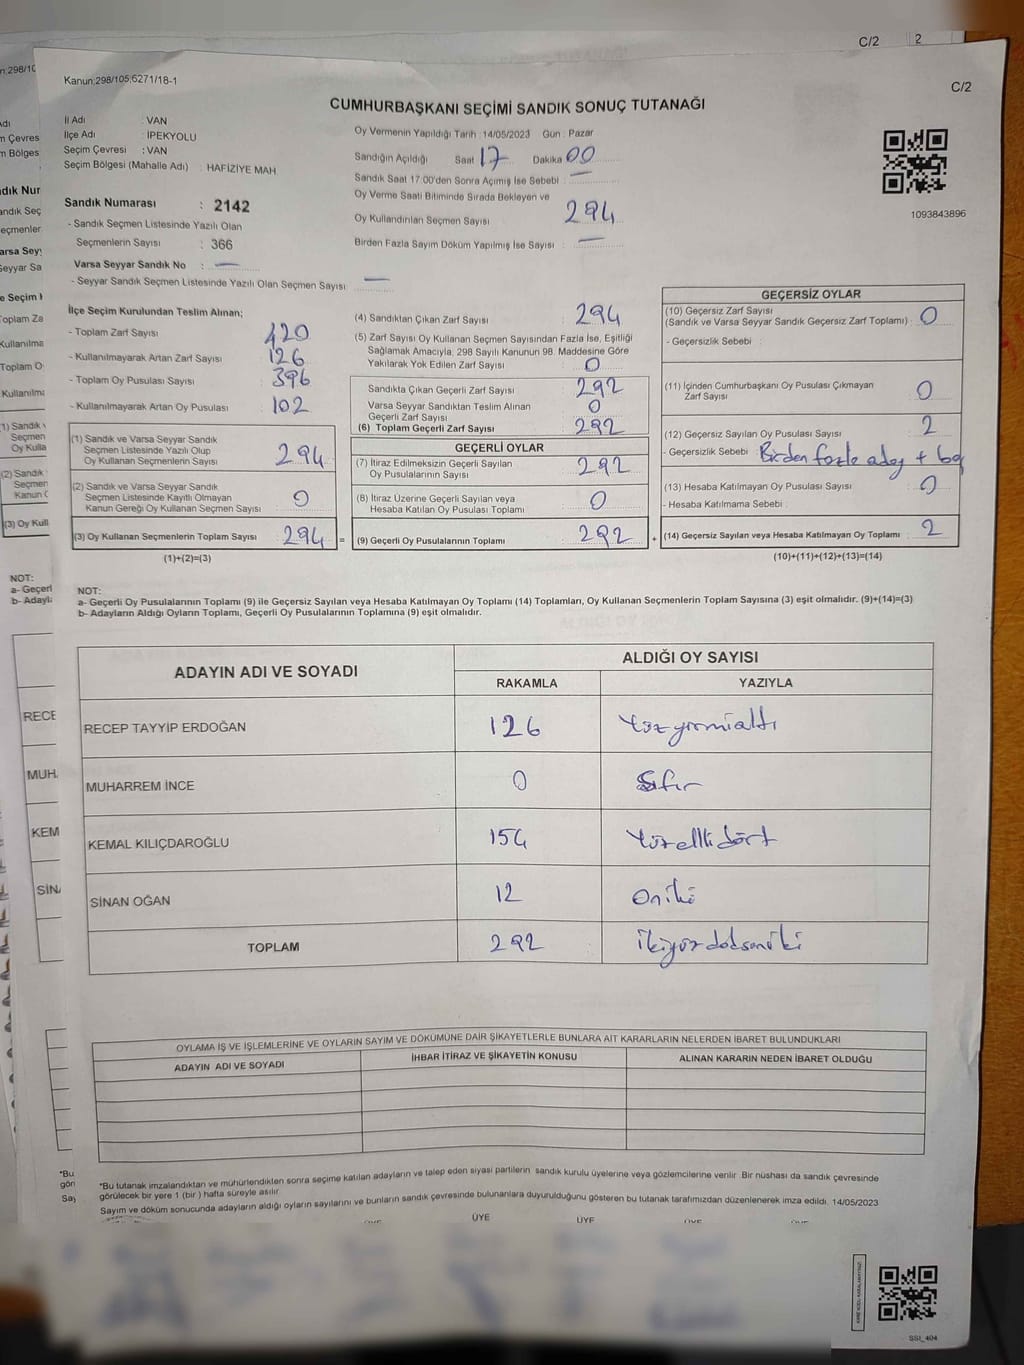 C/2
2
Kanun:298/105;6271/18-1
C/2
CUMHURBAŞKANI SEÇİMİ SANDIK SONUÇ TUTANAĞI
İl Adı : VAN
İlçe Adı : İPEKYOLU
Seçim Çevresi : VAN
Seçim Bölgesi (Mahalle Adı) : HAFİZİYE MAH
Sandık Numarası : 2142
- Sandık Seçmen Listesinde Yazılı Olan
Seçmenlerin Sayısı : 366
Varsa Seyyar Sandık No : —
- Seyyar Sandık Seçmen Listesinde Yazılı Olan Seçmen Sayısı : —
Oy Vermenin Yapıldığı Tarih : 14/05/2023 Gün : Pazar
Sandığın Açıldığı Saat 17 Dakika 00
Sandık Saat 17:00'den Sonra Açımış İse Sebebi : —
Oy Verme Saati Bitiminde Sırada Bekleyen ve
Oy Kullandırılan Seçmen Sayısı : 294
Birden Fazla Sayım Döküm Yapılmış İse Sayısı : —
1093843896
İlçe Seçim Kurulundan Teslim Alınan;
- Toplam Zarf Sayısı : 420
- Kullanılmayarak Artan Zarf Sayısı : 126
- Toplam Oy Pusulası Sayısı : 396
- Kullanılmayarak Artan Oy Pusulası : 102
(1) Sandık ve Varsa Seyyar Sandık
Seçmen Listesinde Yazılı Olup
Oy Kullanan Seçmenlerin Sayısı : 294
(2) Sandık ve Varsa Seyyar Sandık
Seçmen Listesinde Kayıtlı Olmayan
Kanun Gereği Oy Kullanan Seçmen Sayısı : 0
(3) Oy Kullanan Seçmenlerin Toplam Sayısı : 294 =
(1)+(2)=(3)
(4) Sandıktan Çıkan Zarf Sayısı : 294
(5) Zarf Sayısı Oy Kullanan Seçmen Sayısından Fazla İse, Eşitliği
Sağlamak Amacıyla; 298 Sayılı Kanunun 98. Maddesine Göre
Yakılarak Yok Edilen Zarf Sayısı : 0
Sandıkta Çıkan Geçerli Zarf Sayısı : 292
Varsa Seyyar Sandıktan Teslim Alınan
Geçerli Zarf Sayısı : 0
(6) Toplam Geçerli Zarf Sayısı : 292
GEÇERLİ OYLAR
(7) İtiraz Edilmeksizin Geçerli Sayılan
Oy Pusulalarının Sayısı : 292
(8) İtiraz Üzerine Geçerli Sayılan veya
Hesaba Katılan Oy Pusulası Toplamı : 0
(9) Geçerli Oy Pusulalarının Toplamı : 292 +
GEÇERSİZ OYLAR
(10) Geçersiz Zarf Sayısı
(Sandık ve Varsa Seyyar Sandık Geçersiz Zarf Toplamı) : 0
- Geçersizlik Sebebi :
(11) İçinden Cumhurbaşkanı Oy Pusulası Çıkmayan
Zarf Sayısı : 0
(12) Geçersiz Sayılan Oy Pusulası Sayısı : 2
- Geçersizlik Sebebi : Birden fazla aday +
(13) Hesaba Katılmayan Oy Pusulası Sayısı : 0
- Hesaba Katılmama Sebebi :
(14) Geçersiz Sayılan veya Hesaba Katılmayan Oy Toplamı : 2
(10)+(11)+(12)+(13)=(14)
NOT:
a- Geçerli Oy Pusulalarının Toplamı (9) ile Geçersiz Sayılan veya Hesaba Katılmayan Oy Toplamı (14) Toplamları, Oy Kullanan Seçmenlerin Toplam Sayısına (3) eşit olmalıdır. (9)+(14)=(3)
b- Adayların Aldığı Oyların Toplamı, Geçerli Oy Pusulalarının Toplamına (9) eşit olmalıdır.
ADAYIN ADI VE SOYADI ALDIĞI OY SAYISI
RAKAMLA YAZIYLA
RECEP TAYYİP ERDOĞAN 126 Yüzyirmialtı
MUHARREM İNCE 0 Sıfır
KEMAL KILIÇDAROĞLU 154 Yüzellidört
SİNAN OĞAN 12 Oniki
TOPLAM 292 ikiyüzdoksaniki
OYLAMA İŞ VE İŞLEMLERİNE VE OYLARIN SAYIM VE DÖKÜMÜNE DAİR ŞİKAYETLERLE BUNLARA AİT KARARLARIN NELERDEN İBARET BULUNDUKLARI
ADAYIN ADI VE SOYADI İHBAR İTİRAZ VE ŞİKAYETİN KONUSU ALINAN KARARIN NEDEN İBARET OLDUĞU
*Bu tutanak imzalandıktan ve mühürlendikten sonra seçime katılan adayların ve talep eden siyasi partilerin sandık kurulu üyelerine veya gözlemcilerine verilir. Bir nüshası da sandık çevresinde
görülecek bir yere 1 (bir) hafta süreyle asılır.
Sayım ve döküm sonucunda adayların aldığı oyların sayılarını ve bunların sandık çevresinde bulunanlara duyurulduğunu gösteren bu tutanak tarafımızdan düzenlenerek imza edildi. 14/05/2023
ÜYE ÜYE
SSI_404